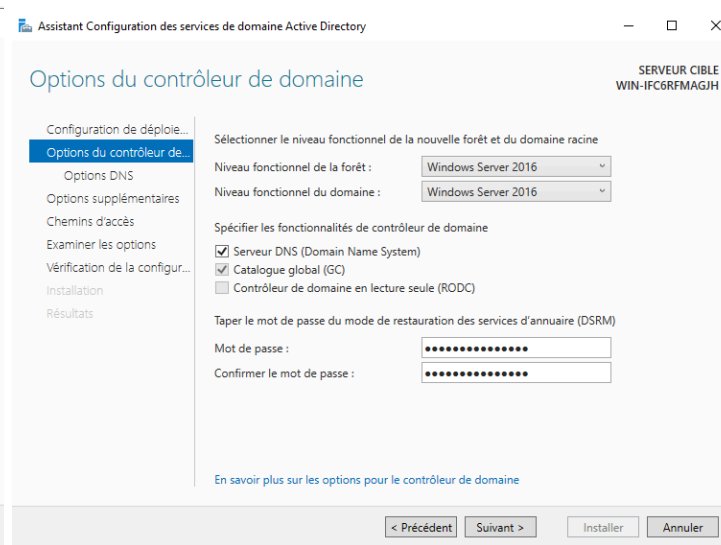 Assistant Configuration des services de domaine Active Directory
Options du contrôleur de domaine
SERVEUR CIBLE
WIN-IFC6RFMAGJH
Configuration de déploie...
Options du contrôleur de...
Options DNS
Options supplémentaires
Chemins d'accès
Examiner les options
Vérification de la configur...
Installation
Résultats
Sélectionner le niveau fonctionnel de la nouvelle forêt et du domaine racine
Niveau fonctionnel de la forêt : Windows Server 2016
Niveau fonctionnel du domaine : Windows Server 2016
Spécifier les fonctionnalités de contrôleur de domaine
Serveur DNS (Domain Name System)
Catalogue global (GC)
Contrôleur de domaine en lecture seule (RODC)
Taper le mot de passe du mode de restauration des services d'annuaire (DSRM)
Mot de passe : •••••••••••••••
Confirmer le mot de passe : •••••••••••••••
En savoir plus sur les options pour le contrôleur de domaine
< Précédent Suivant > Installer Annuler